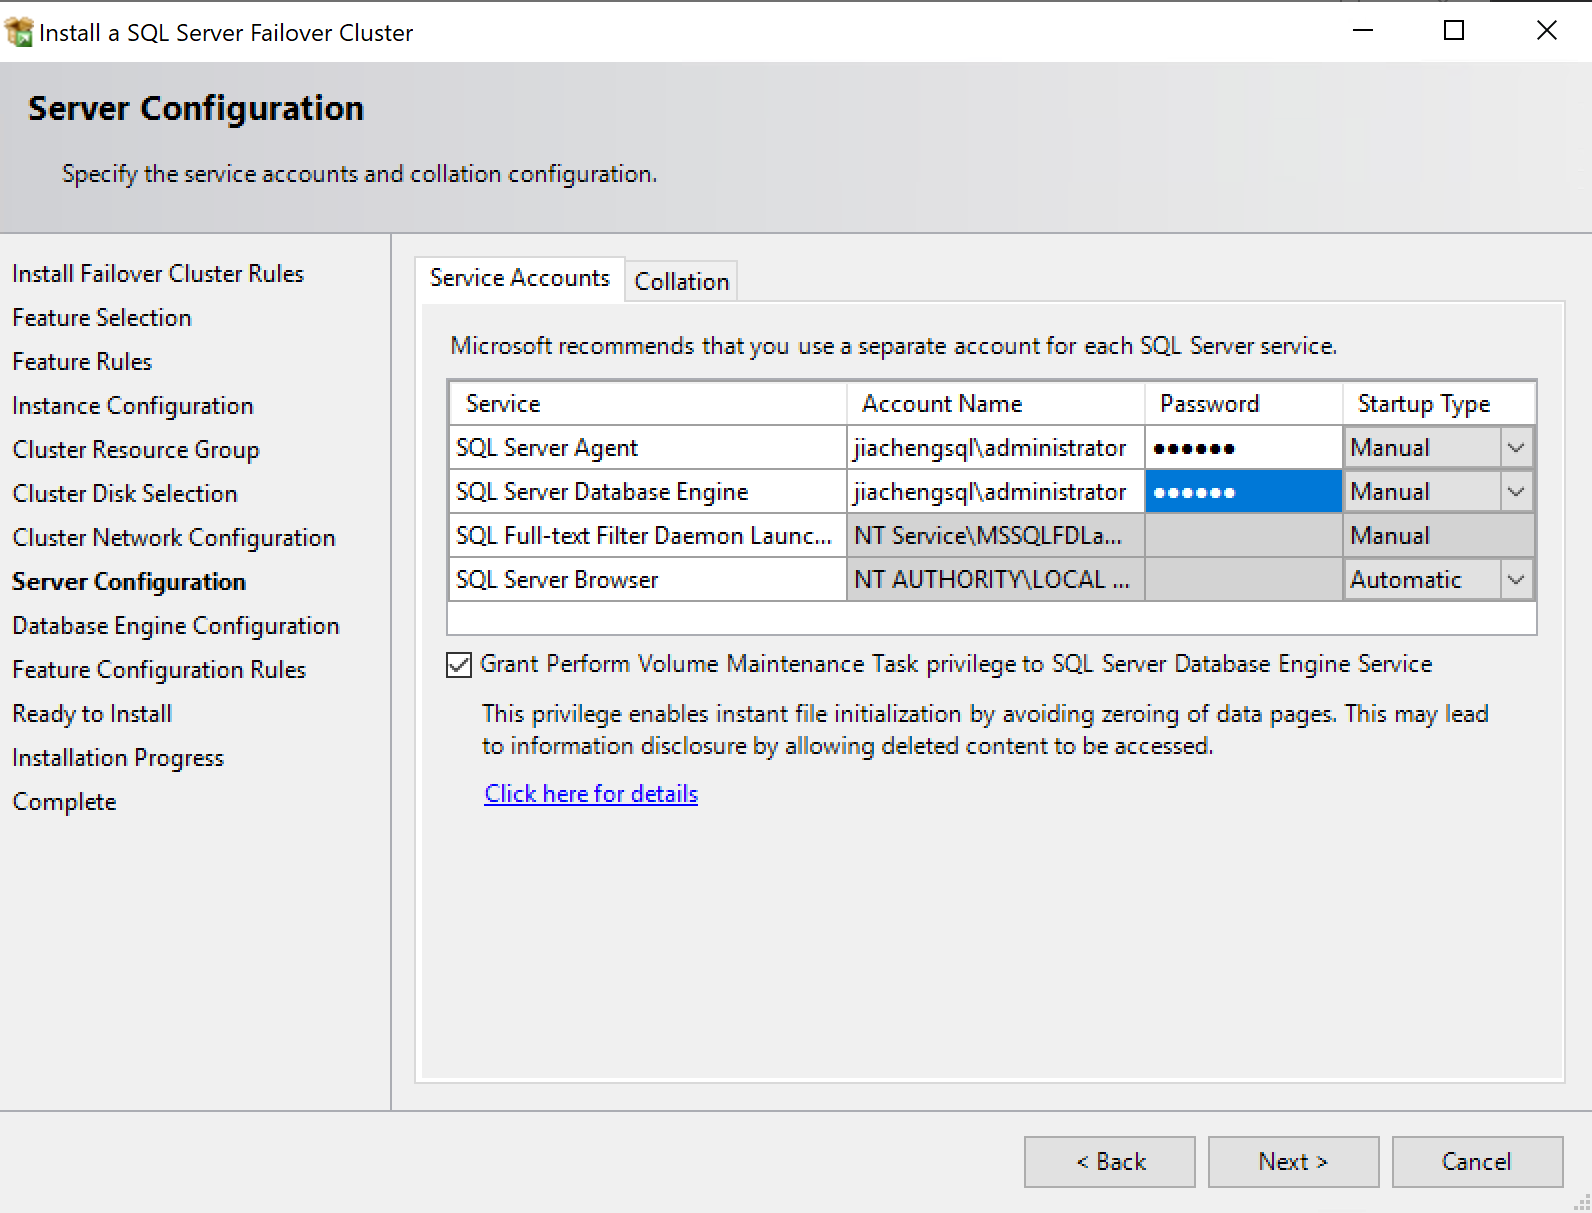 Install a SQL Server Failover Cluster
Server Configuration
Specify the service accounts and collation configuration.
Install Failover Cluster Rules
Feature Selection
Feature Rules
Instance Configuration
Cluster Resource Group
Cluster Disk Selection
Cluster Network Configuration
Server Configuration
Database Engine Configuration
Feature Configuration Rules
Ready to Install
Installation Progress
Complete
Service Accounts Collation
Microsoft recommends that you use a separate account for each SQL Server service.
Service Account Name Password Startup Type
SQL Server Agent jiachengsql\administrator ●●●●●● Manual
SQL Server Database Engine jiachengsql\administrator ●●●●●● Manual
SQL Full-text Filter Daemon Launc... NT Service\MSSQLFDLa... Manual
SQL Server Browser NT AUTHORITY\LOCAL ... Automatic
Grant Perform Volume Maintenance Task privilege to SQL Server Database Engine Service
This privilege enables instant file initialization by avoiding zeroing of data pages. This may lead
to information disclosure by allowing deleted content to be accessed.
Click here for details
< Back Next > Cancel